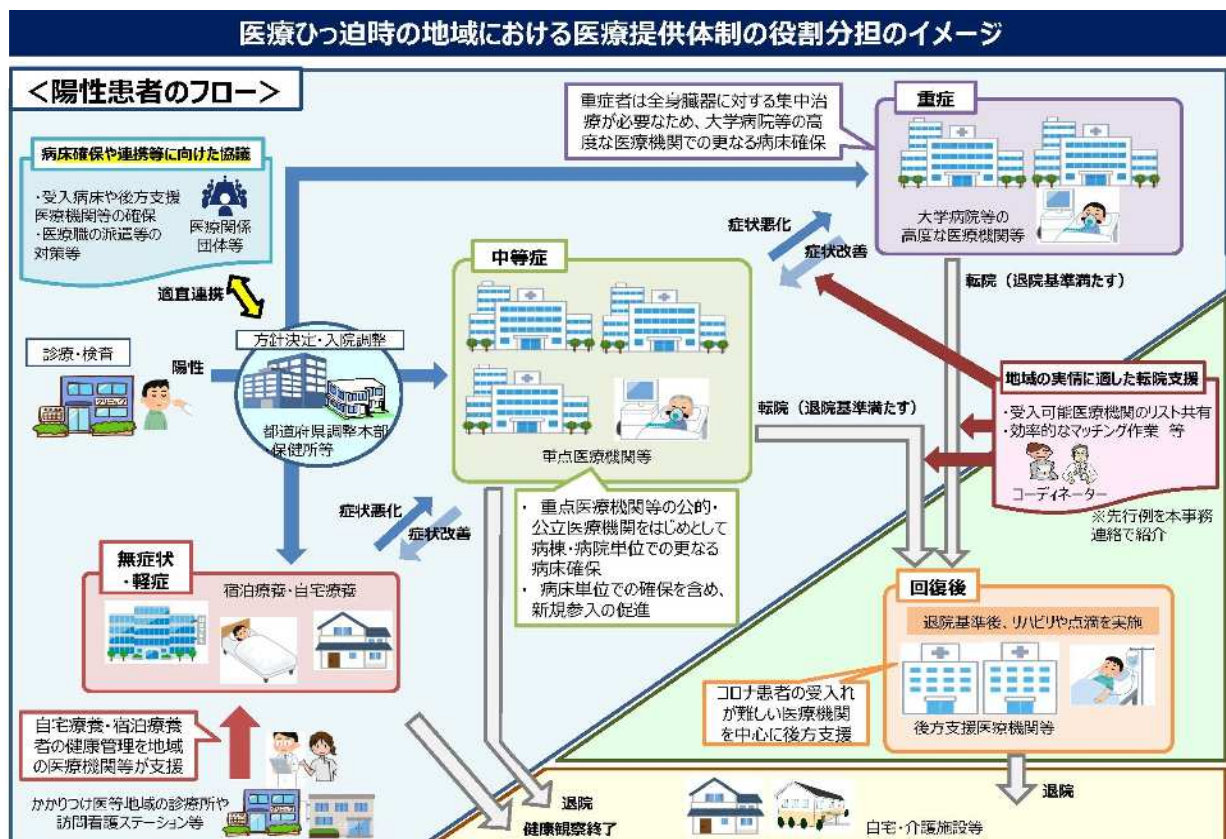 医療ひっ迫時の地域における医療提供体制の役割分担のイメージ
＜陽性患者のフロー＞
病床確保や連携等に向けた協議
・受入病床や後方支援
医療機関等の確保
・医療職の派遣等の
対策等
医療関係
団体等
適宜連携
診療・検査
陽性
方針決定・入院調整
都道府県調整本部
・保健所等
重症者は全身臓器に対する集中治
療が必要なため、大学病院等の高
度な医療機関での更なる病床確保
重症
大学病院等の
高度な医療機関等
症状悪化
症状改善
中等症
重点医療機関等
転院（退院基準満たす）
転院（退院基準満たす）
地域の実情に適した転院支援
・受入可能医療機関のリスト共有
・効率的なマッチング作業　等
コーディネーター
※先行例を本事務
連絡で紹介
・ 重点医療機関等の公的・
公立医療機関をはじめとして
病棟・病院単位での更なる
病床確保
・ 病床単位での確保を含め、
新規参入の促進
症状悪化
症状改善
無症状
・軽症
宿泊療養・自宅療養
自宅療養・宿泊療養
者の健康管理を地域
の医療機関等が支援
かかりつけ医等地域の診療所や
訪問看護ステーション等
回復後
退院基準後、リハビリや点滴を実施
後方支援医療機関等
コロナ患者の受入れ
が難しい医療機関
を中心に後方支援
退院
健康観察終了
退院
自宅・介護施設等
クリニック